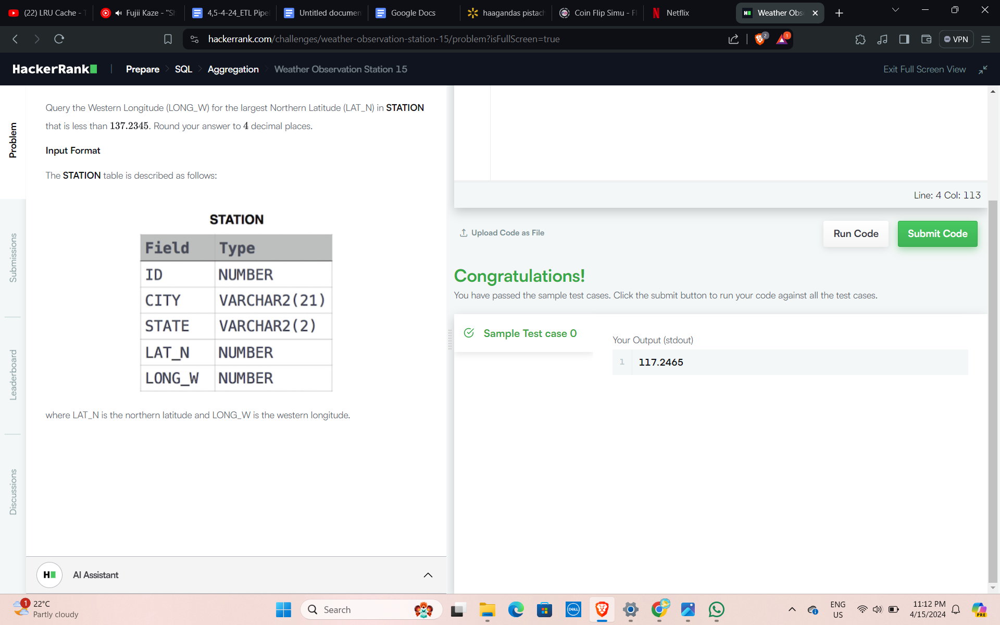 (22) LRU Cache - T
Fujii Kaze - "Sh
4,5-4-24_ETL Pipel
Untitled documen
Google Docs
haagandas pistach
Coin Flip Simu - Fl
Netflix
Weather Obs
hackerrank.com/challenges/weather-observation-station-15/problem?isFullScreen=true
2
1
VPN
HackerRank
Prepare
SQL
Aggregation
Weather Observation Station 15
Exit Full Screen View
Problem
Submissions
Leaderboard
Discussions
Query the Western Longitude (LONG_W) for the largest Northern Latitude (LAT_N) in STATION
that is less than 137.2345. Round your answer to 4 decimal places.
Input Format
The STATION table is described as follows:
STATION
Field Type
ID NUMBER
CITY VARCHAR2(21)
STATE VARCHAR2(2)
LAT_N NUMBER
LONG_W NUMBER
where LAT_N is the northern latitude and LONG_W is the western longitude.
H
AI Assistant
Line: 4 Col: 113
Upload Code as File
Run Code
Submit Code
Congratulations!
You have passed the sample test cases. Click the submit button to run your code against all the test cases.
Sample Test case 0
Your Output (stdout)
1 117.2465
1
22°C
Partly cloudy
Search
DELL
ENG
US
11:12 PM
4/15/2024
PRE